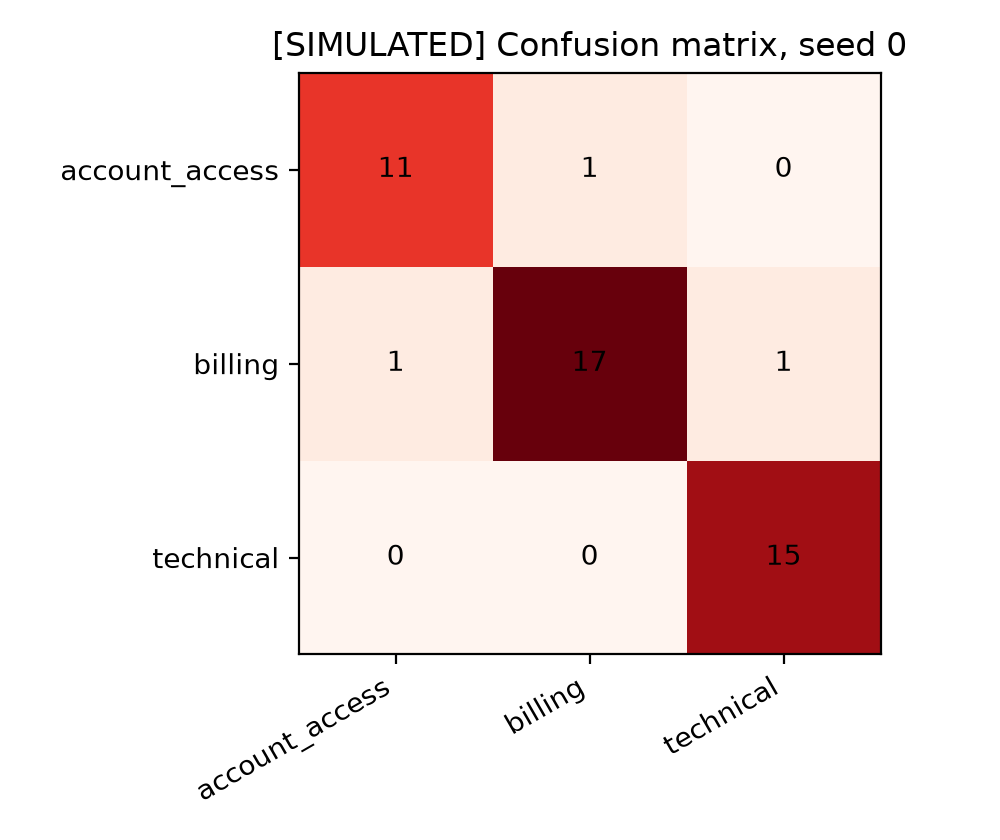 [SIMULATED] Confusion matrix, seed 0
account_access 11 1 0
billing 1 17 1
technical 0 0 15
account_access billing technical